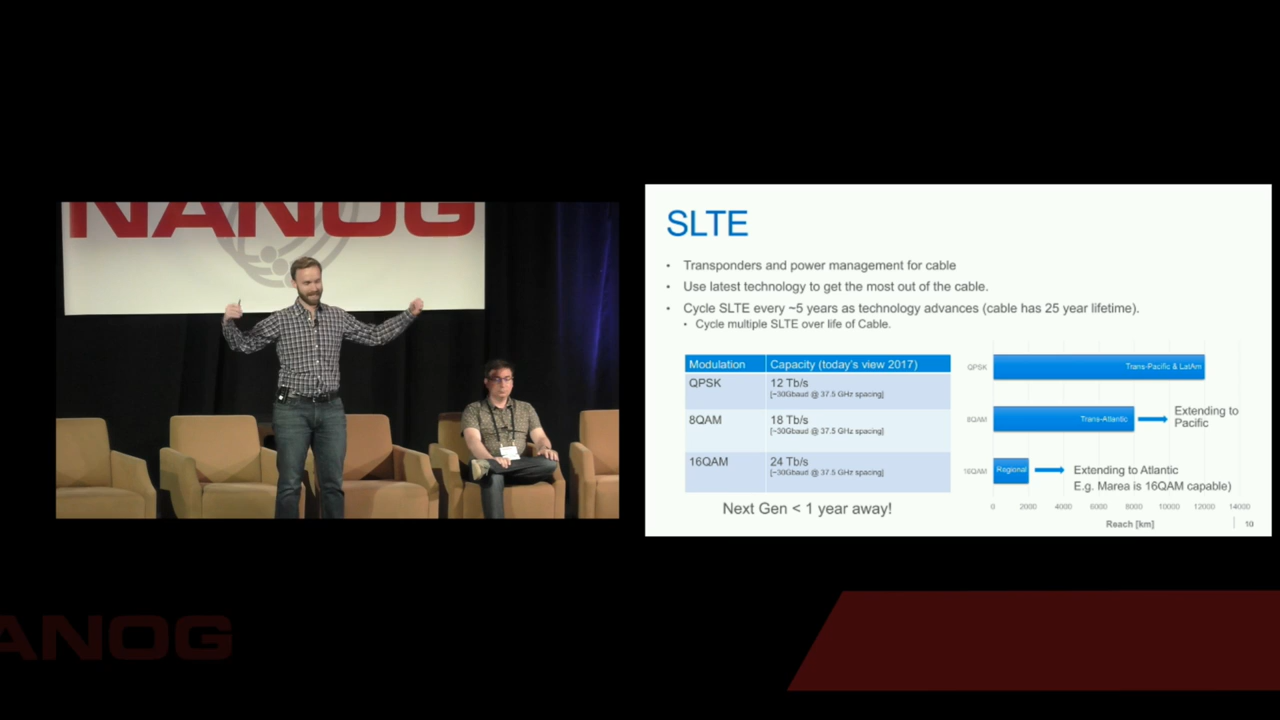 NANOG
SLTE
• Transponders and power management for cable
• Use latest technology to get the most out of the cable.
• Cycle SLTE every ~5 years as technology advances (cable has 25 year lifetime).
• Cycle multiple SLTE over life of Cable.
Modulation Capacity (today's view 2017)
QPSK 12 Tb/s
[~30Gbaud @ 37.5 GHz spacing]
8QAM 18 Tb/s
[~30Gbaud @ 37.5 GHz spacing]
16QAM 24 Tb/s
[~30Gbaud @ 37.5 GHz spacing]
Next Gen < 1 year away!
QPSK Trans-Pacific & LatAm
8QAM Trans-Atlantic
Extending to
Pacific
16QAM Regional
Extending to Atlantic
E.g. Marea is 16QAM capable)
0 2000 4000 6000 8000 10000 12000 14000
Reach [km]
10
ANOG